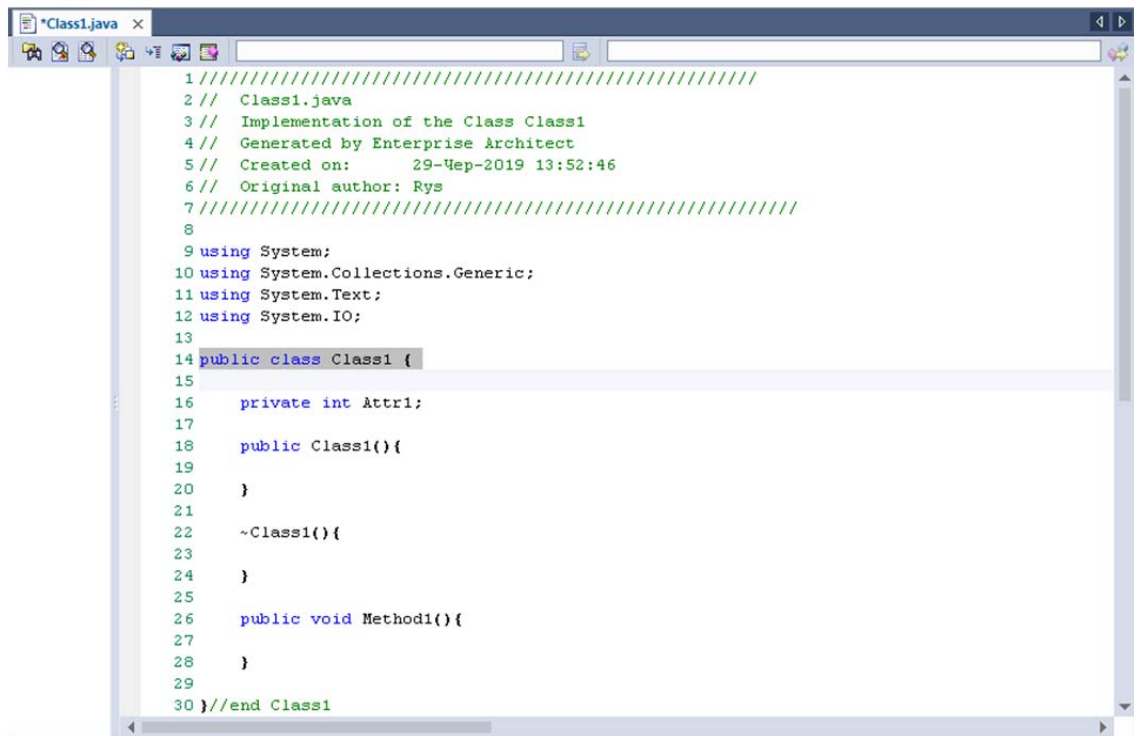 *Class1.java
1 ///////////////////////////////////////////////////////
2 //  Class1.java
3 //  Implementation of the Class Class1
4 //  Generated by Enterprise Architect
5 //  Created on:      29-Чер-2019 13:52:46
6 //  Original author: Rys
7 ///////////////////////////////////////////////////////////
8
9 using System;
10 using System.Collections.Generic;
11 using System.Text;
12 using System.IO;
13
14 public class Class1 {
15
16     private int Attr1;
17
18     public Class1(){
19
20     }
21
22     ~Class1(){
23
24     }
25
26     public void Method1(){
27
28     }
29
30 }//end Class1